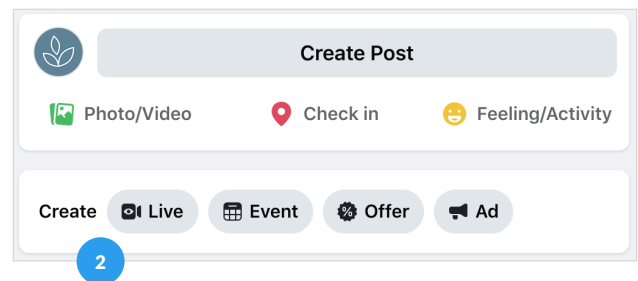 Create Post
Photo/Video Check in Feeling/Activity
Create Live Event Offer Ad
2